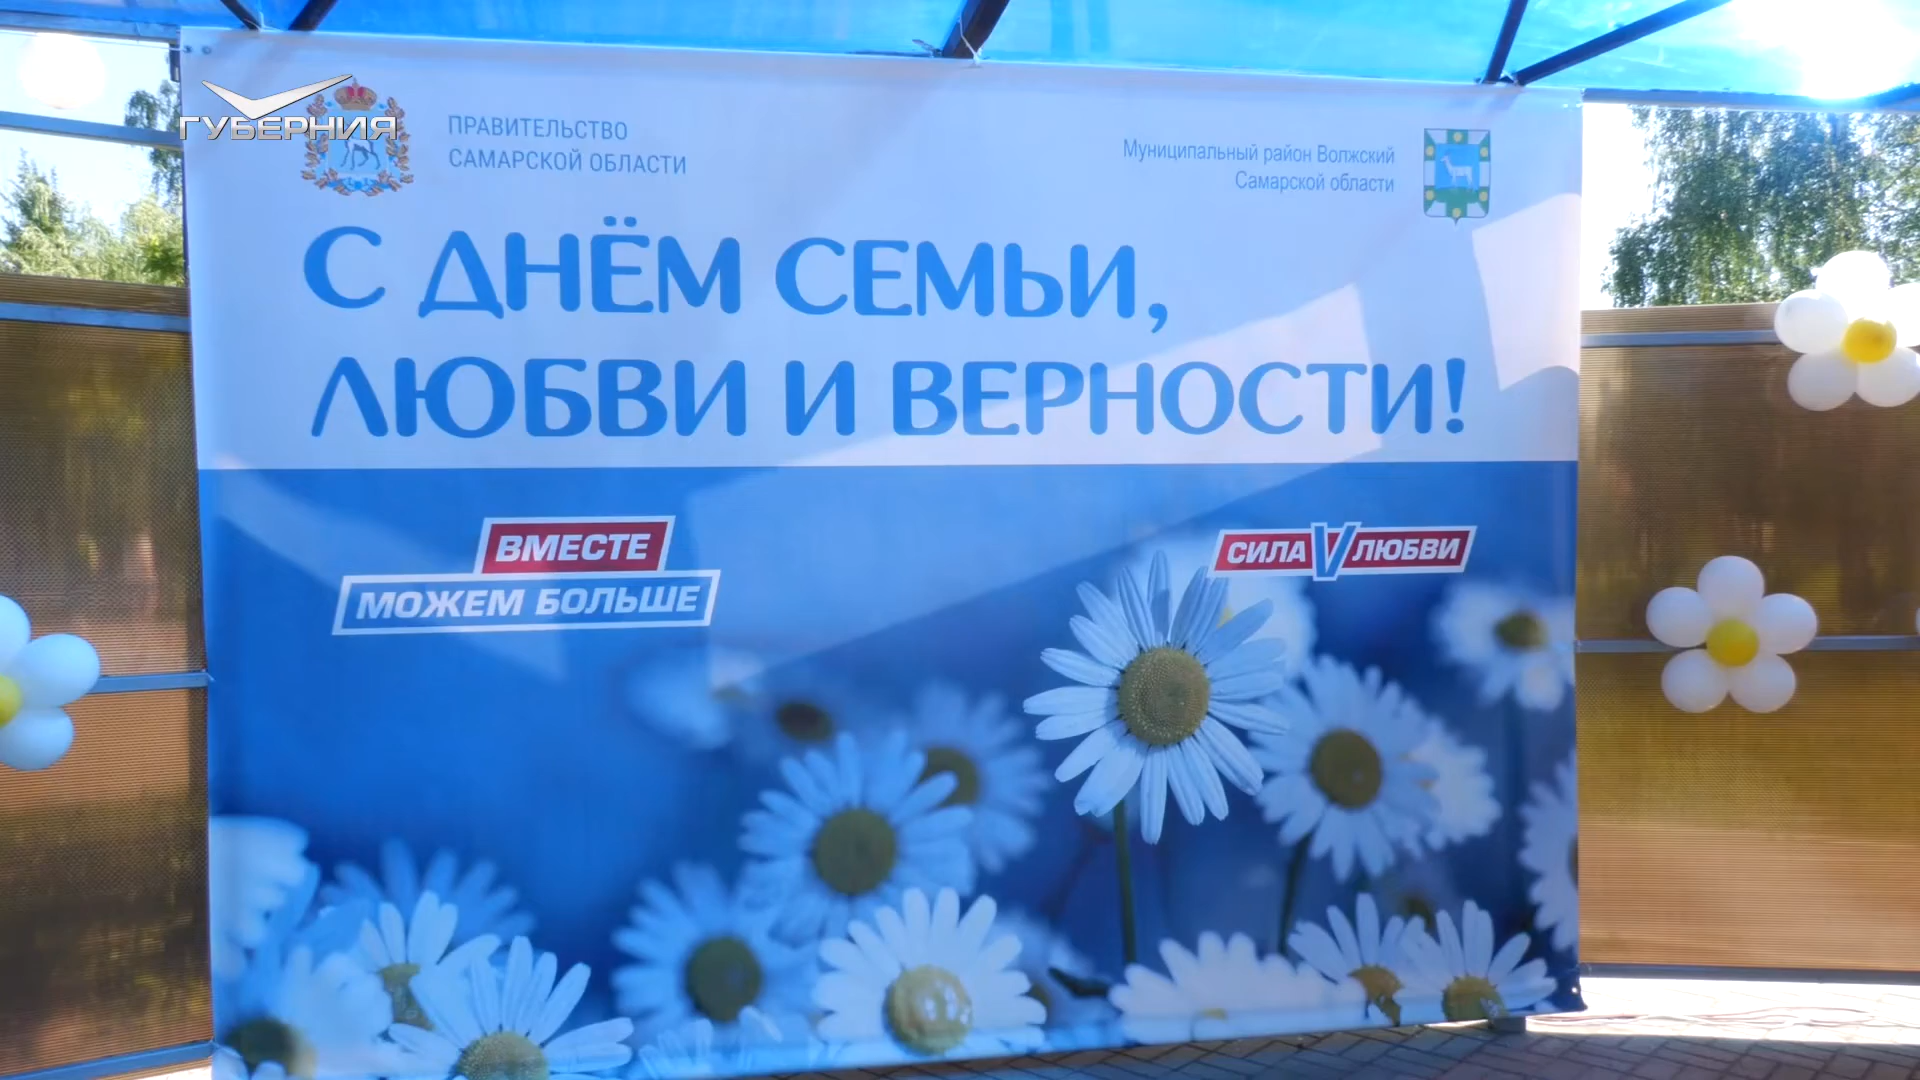 ГУБЕРНИЯ
ПРАВИТЕЛЬСТВО
САМАРСКОЙ ОБЛАСТИ
Муниципальный район Волжский
Самарской области
С ДНЁМ СЕМЬИ,
ЛЮБВИ И ВЕРНОСТИ!
ВМЕСТЕ
МОЖЕМ БОЛЬШЕ
СИЛА V ЛЮБВИ